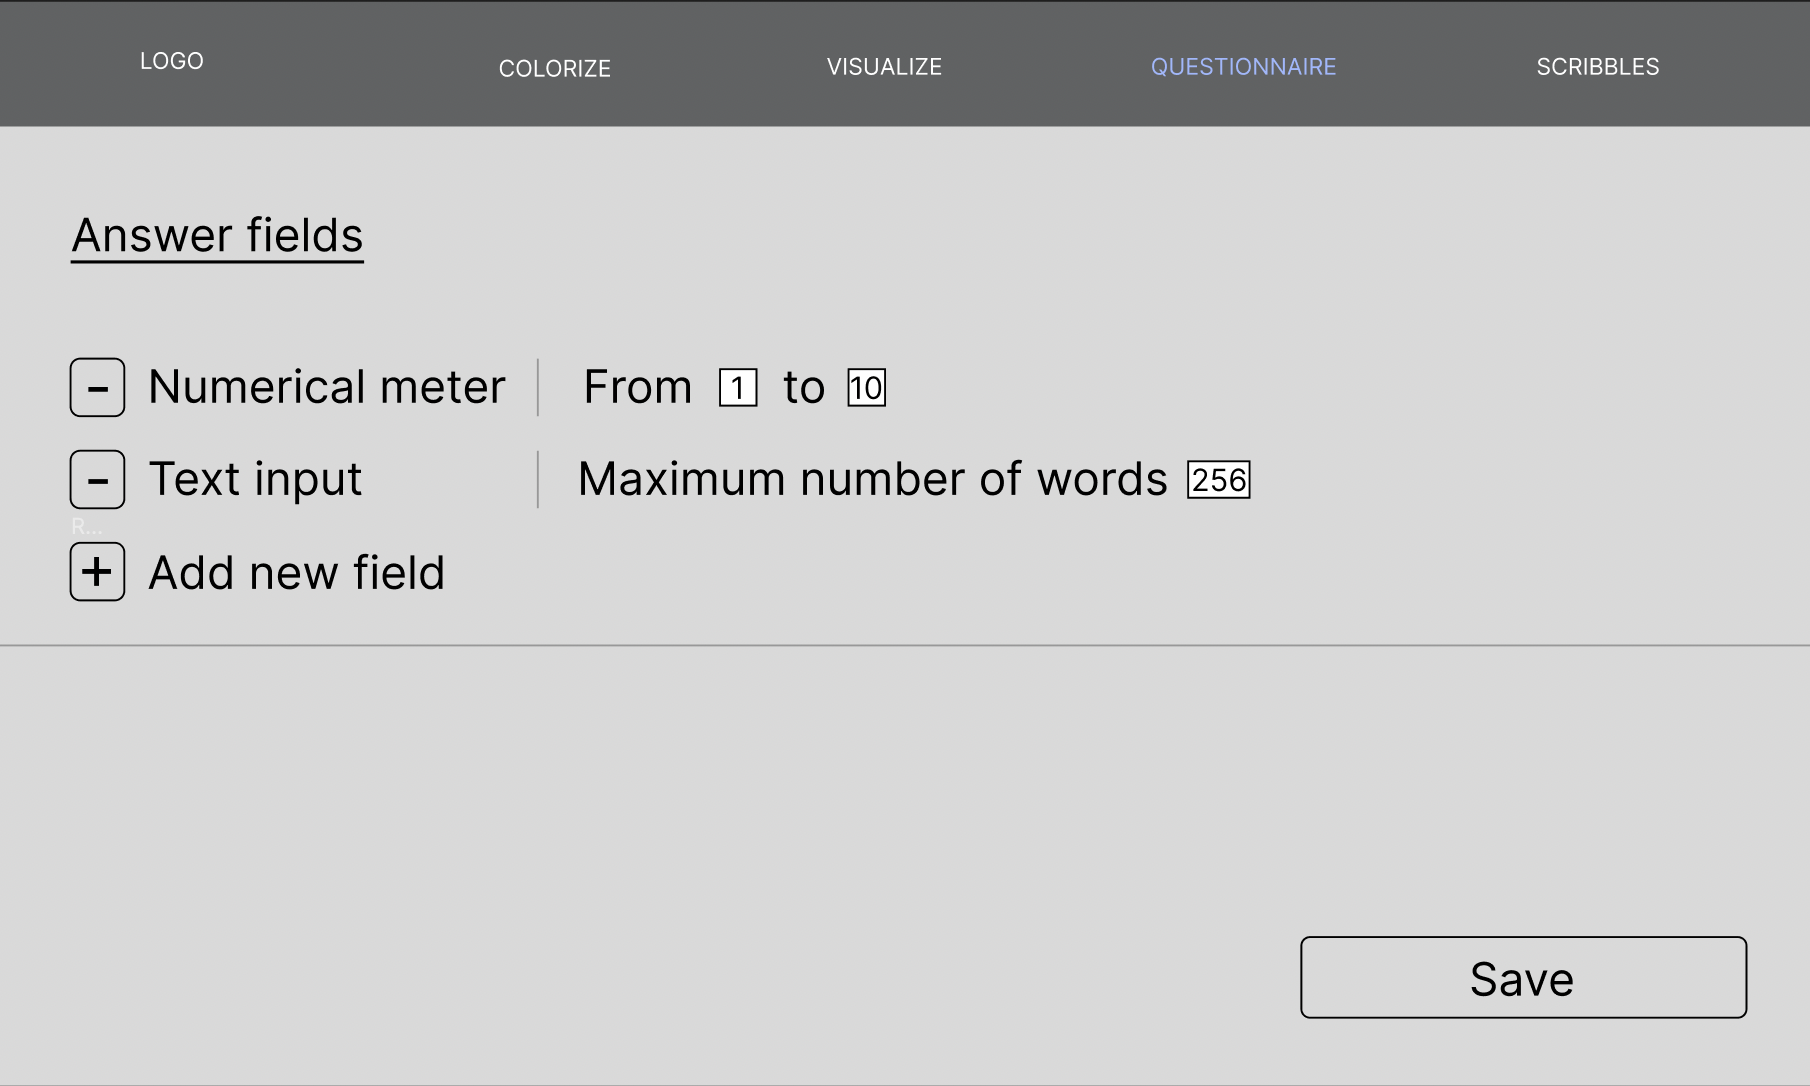 LOGO COLORIZE VISUALIZE QUESTIONNAIRE SCRIBBLES
Answer fields
- Numerical meter From 1 to 10
- Text input Maximum number of words 256
R...
+ Add new field
Save